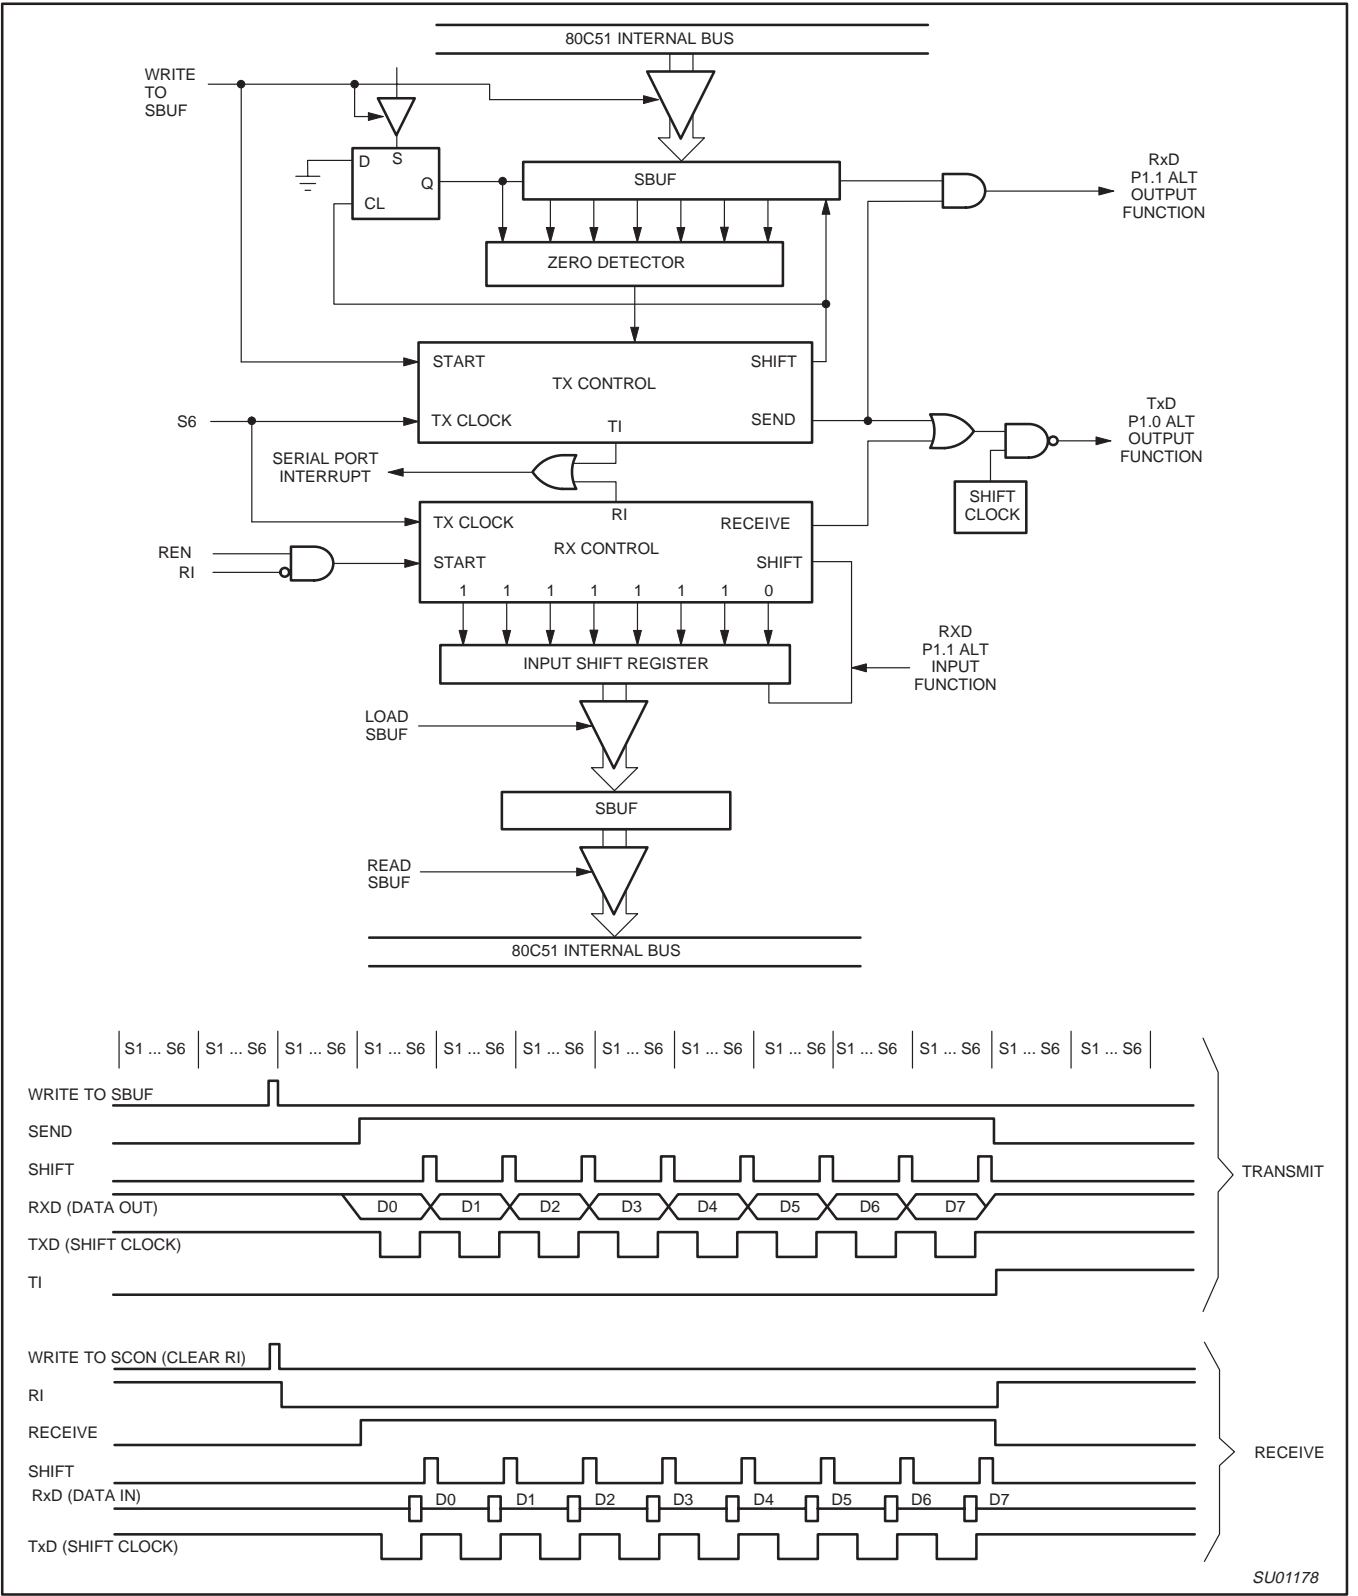 80C51 INTERNAL BUS
WRITE
TO
SBUF
D
S
Q
CL
SBUF
RxD
P1.1 ALT
OUTPUT
FUNCTION
ZERO DETECTOR
START
SHIFT
TX CONTROL
S6
TX CLOCK
TI
SEND
TxD
P1.0 ALT
OUTPUT
FUNCTION
SERIAL PORT
INTERRUPT
SHIFT
CLOCK
TX CLOCK
RI
RECEIVE
RX CONTROL
REN
RI
START
SHIFT
1 1 1 1 1 1 1 0
RXD
P1.1 ALT
INPUT
FUNCTION
INPUT SHIFT REGISTER
LOAD
SBUF
SBUF
READ
SBUF
80C51 INTERNAL BUS
S1 ... S6 S1 ... S6 S1 ... S6 S1 ... S6 S1 ... S6 S1 ... S6 S1 ... S6 S1 ... S6 S1 ... S6 S1 ... S6 S1 ... S6 S1 ... S6 S1 ... S6
WRITE TO SBUF
SEND
SHIFT
TRANSMIT
RXD (DATA OUT) D0 D1 D2 D3 D4 D5 D6 D7
TXD (SHIFT CLOCK)
TI
WRITE TO SCON (CLEAR RI)
RI
RECEIVE
RECEIVE
SHIFT
RxD (DATA IN) D0 D1 D2 D3 D4 D5 D6 D7
TxD (SHIFT CLOCK)
SU01178